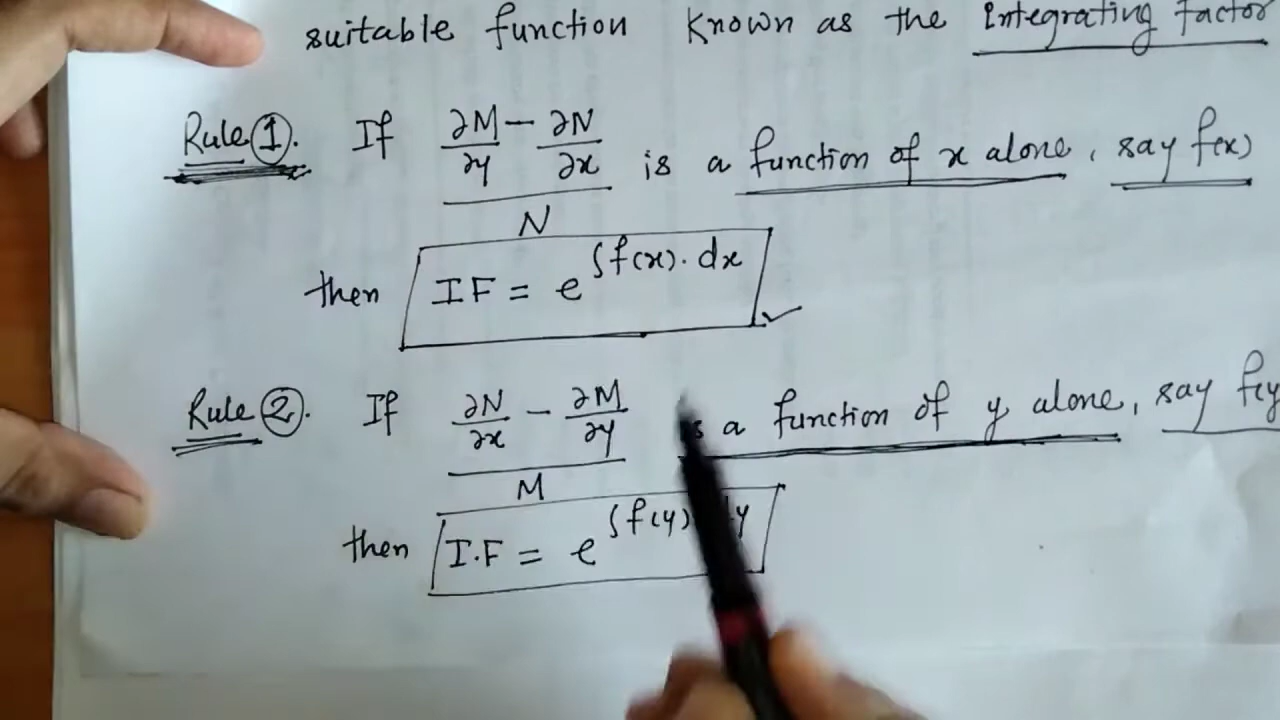 suitable function known as the Integrating factor
Rule ①. If ∂M/∂y − ∂N/∂x is a function of x alone, say f(x)
N
then IF = e^∫f(x).dx
Rule ②. If ∂N/∂x − ∂M/∂y a function of y alone, say f(y
M
then I.F = e^∫f(y) y